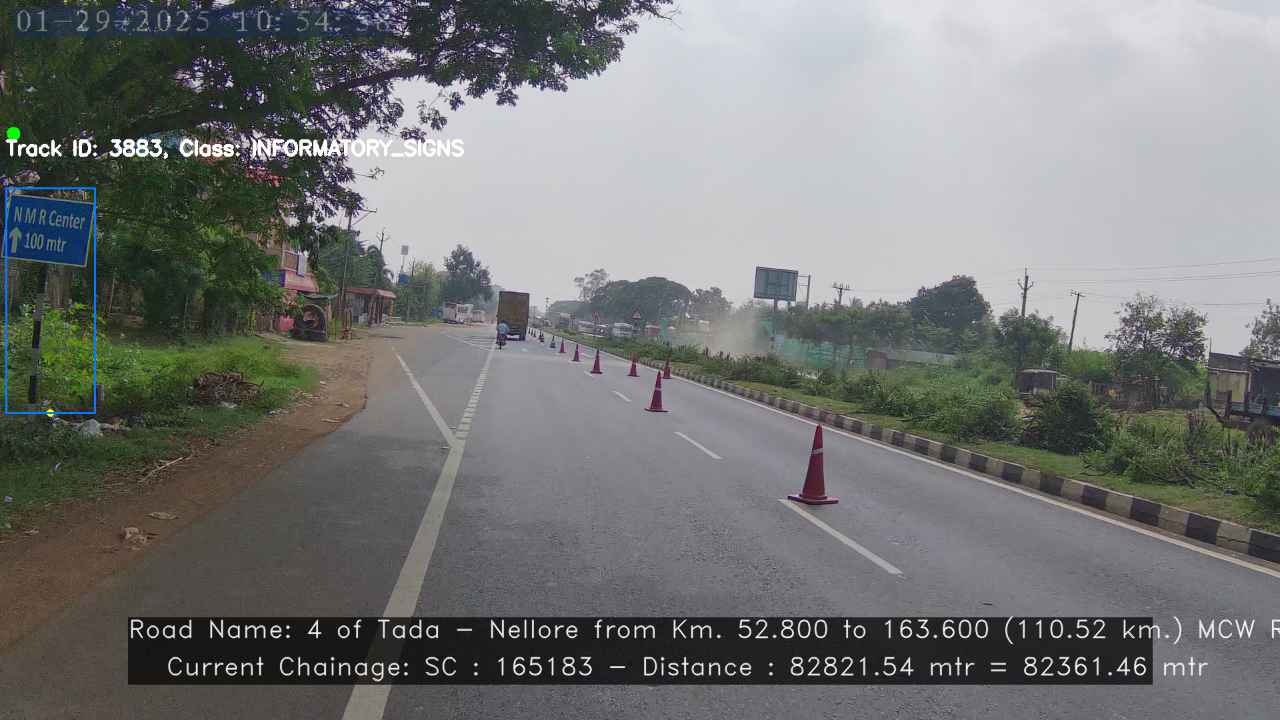 01-29-2025 10:54:58
Track ID: 3883, Class: INFORMATORY_SIGNS
N M R Center
↑ 100 mtr
Road Name: 4 of Tada - Nellore from Km. 52.800 to 163.600 (110.52 km.) MCW R
Current Chainage: SC : 165183 - Distance : 82821.54 mtr = 82361.46 mtr